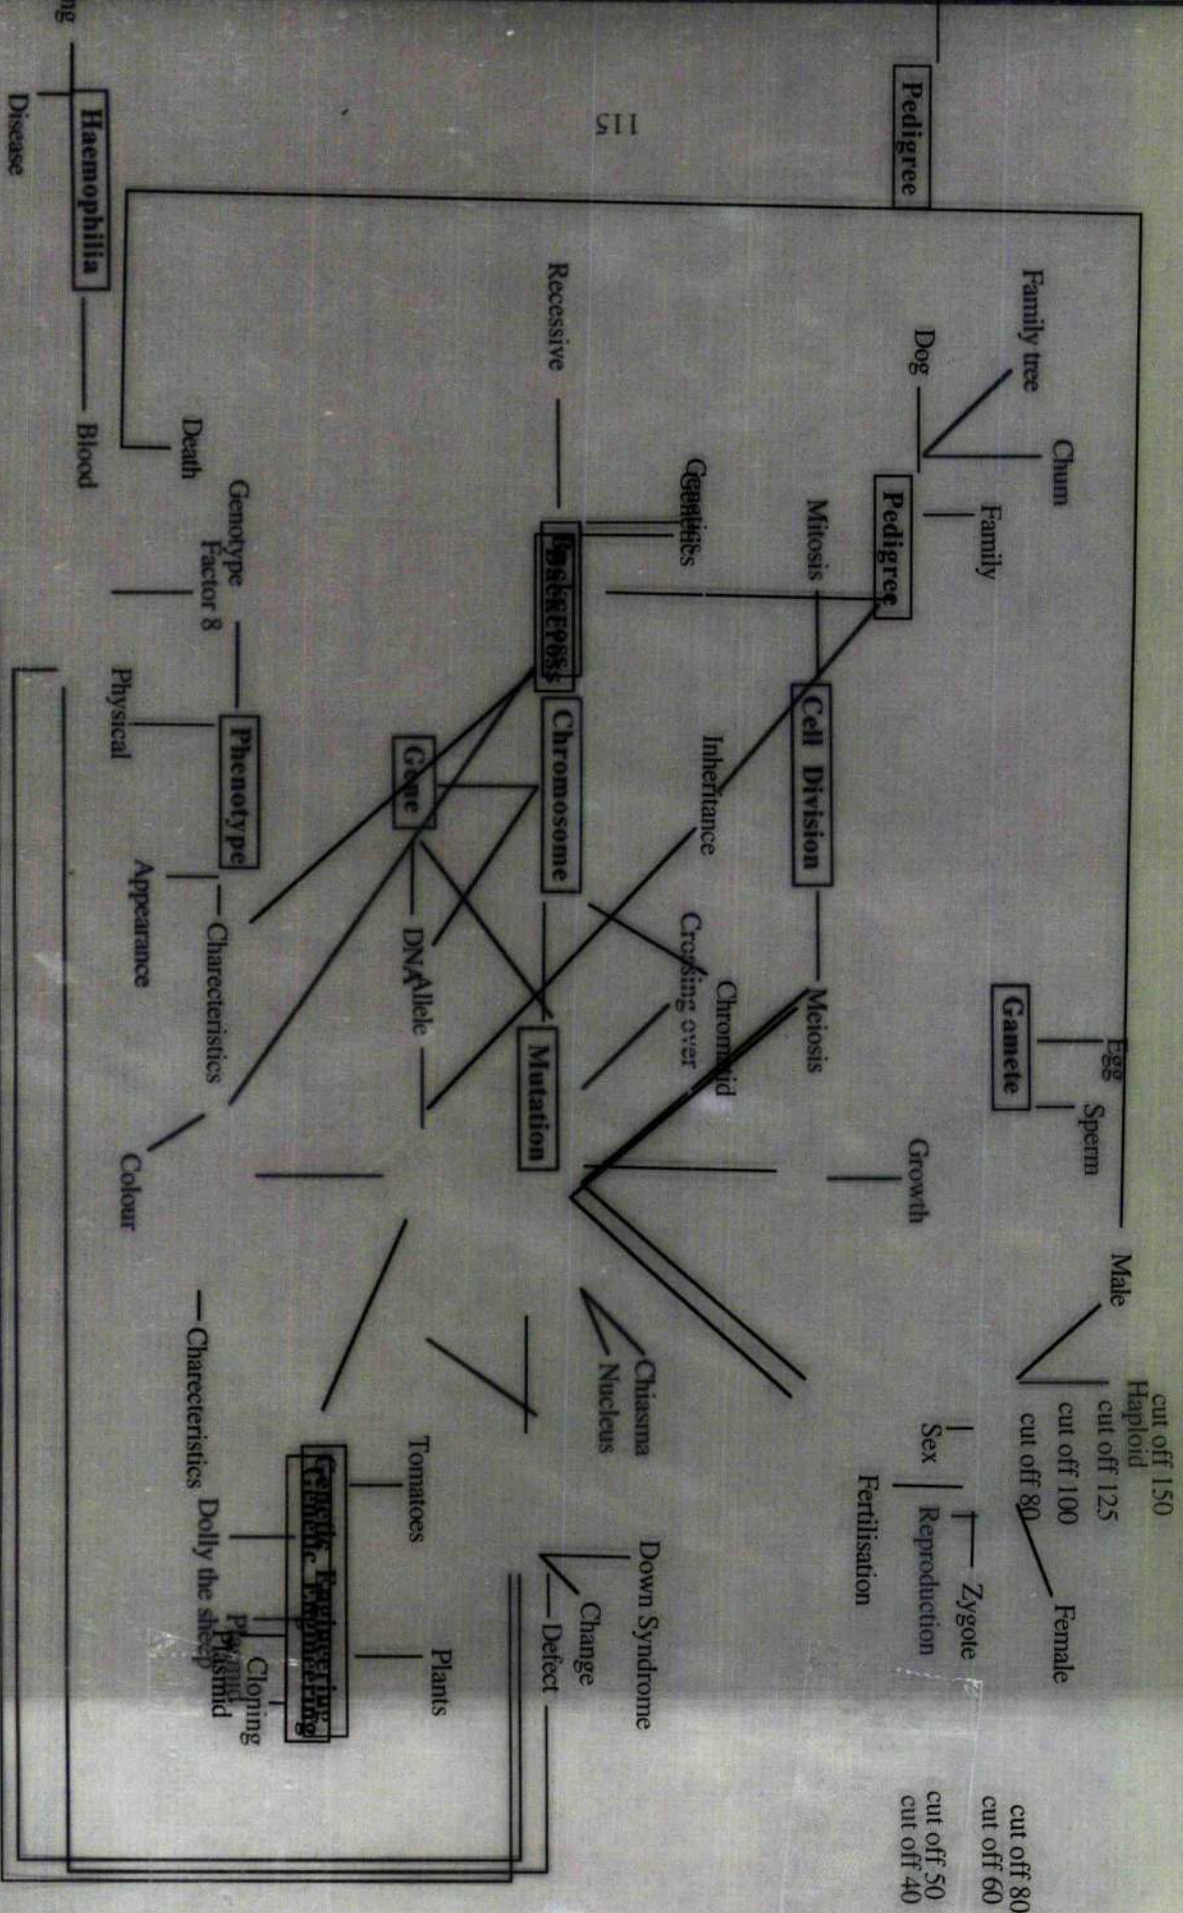 cut off 150
Haploid
cut off 125
cut off 100
cut off 80
cut off 80
cut off 60
cut off 50
cut off 40
Male
Female
Egg
Sperm
Gamete
Zygote
Sex
Reproduction
Fertilisation
Growth
Chum
Family tree
Family
Dog
Pedigree
Pedigree
Mitosis
Cell Division
Meiosis
Genetics
Inheritance
Chromatid
Crossing over
Chiasma
Nucleus
Down Syndrome
Change
Defect
Recessive
Backcross
Chromosome
Mutation
Gene
DNA
Allele
Tomatoes
Plants
Genetic Engineering
Genotype
Phenotype
Factor 8
Charecteristics
Charecteristics
Cloning
Plasmid
Dolly the sheep
Death
Physical
Appearance
Colour
Haemophilia
Blood
Disease
115